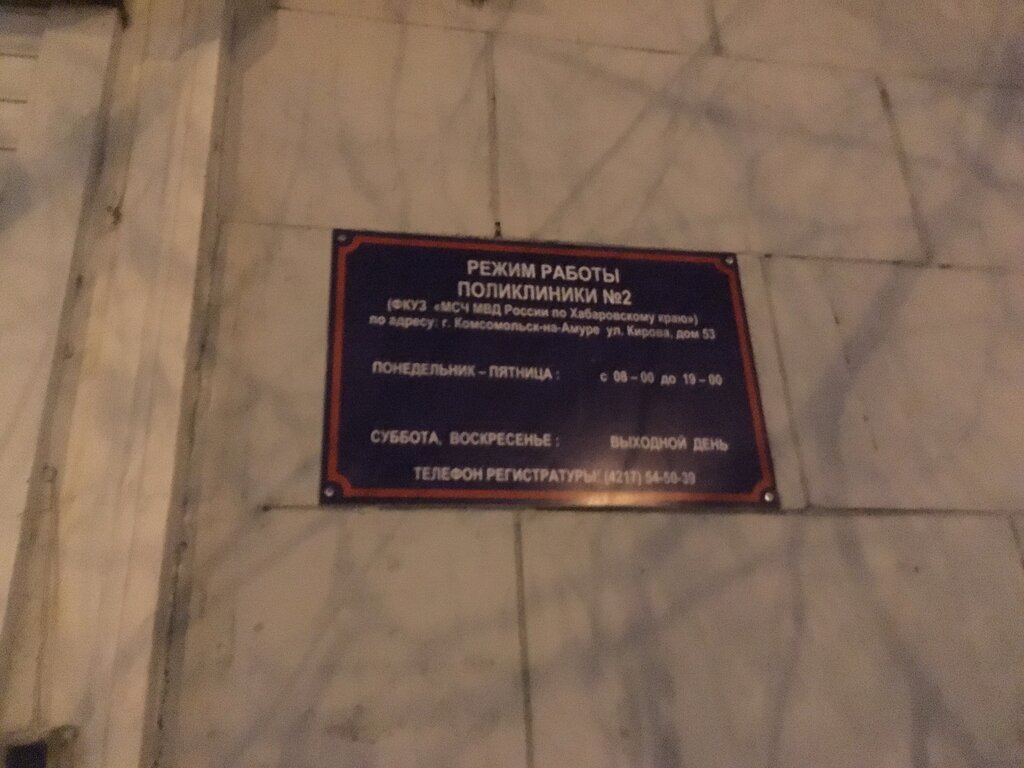 РЕЖИМ РАБОТЫ
ПОЛИКЛИНИКИ №2
(ФКУЗ «МСЧ МВД России по Хабаровскому краю»)
по адресу: г. Комсомольск-на-Амуре ул. Кирова, дом 53
ПОНЕДЕЛЬНИК – ПЯТНИЦА : с 08 – 00 до 19 – 00
СУББОТА, ВОСКРЕСЕНЬЕ : ВЫХОДНОЙ ДЕНЬ
ТЕЛЕФОН РЕГИСТРАТУРЫ: (4217) 54-50-39